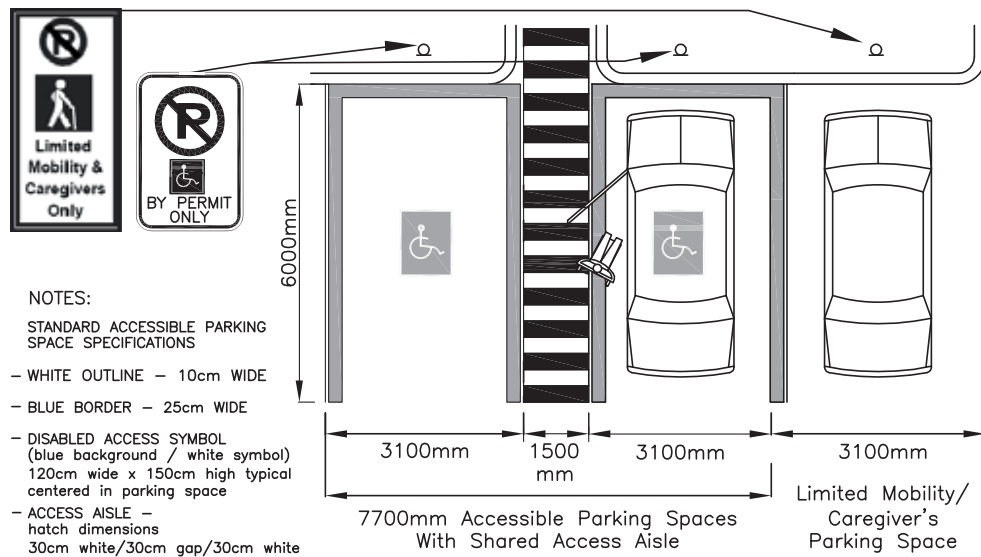 P
Limited
Mobility &
Caregivers
Only
P
BY PERMIT
ONLY
6000mm
NOTES:
STANDARD ACCESSIBLE PARKING
SPACE SPECIFICATIONS
– WHITE OUTLINE – 10cm WIDE
– BLUE BORDER – 25cm WIDE
– DISABLED ACCESS SYMBOL
(blue background / white symbol)
120cm wide x 150cm high typical
centered in parking space
– ACCESS AISLE –
hatch dimensions
30cm white/30cm gap/30cm white
3100mm
1500
mm
3100mm
3100mm
7700mm Accessible Parking Spaces
With Shared Access Aisle
Limited Mobility/
Caregiver's
Parking Space